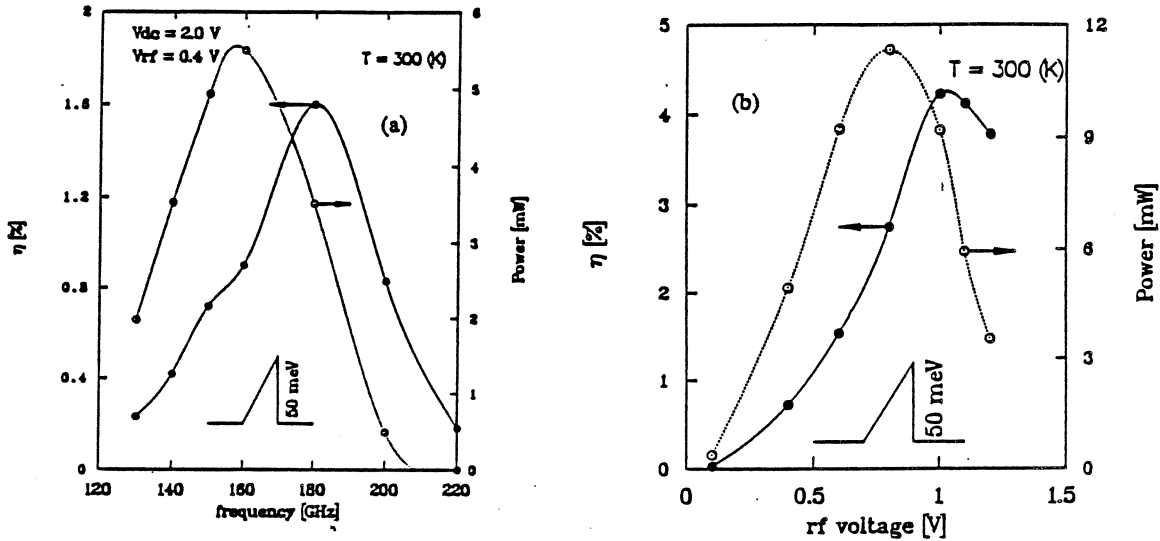 Vdc = 2.0 V
Vrf = 0.4 V
T = 300 (K)
(a)
2
1.6
1.2
0.8
0.4
0
6
5
4
3
2
1
0
η [%]
Power [mW]
50 meV
120
140
160
180
200
220
frequency [GHz]
T = 300 (K)
(b)
5
4
3
2
1
0
12
9
6
3
0
η [%]
Power [mW]
50 meV
0
0.5
1
1.5
rf voltage [V]